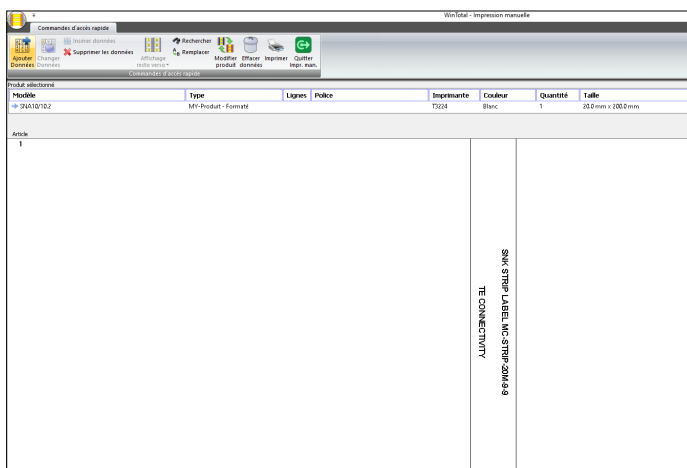 WinTotal - Impression manuelle
Commandes d'accès rapide
Ajouter Données
Changer Données
Insérer données
Supprimer les données
Affichage recto verso
Rechercher
Remplacer
Modifier produit
Effacer données
Imprimer
Quitter Impr. man.
Commandes d'accès rapide
Produit sélectionné
Modèle Type Lignes Police Imprimante Couleur Quantité Taille
SNA10/10.2 MY-Produit - Formaté T3224 Blanc 1 20.0 mm x 200.0 mm
Article
1
SNK STRIP LABEL MC-STRIP-20M-9-9
TE CONNECTIVITY